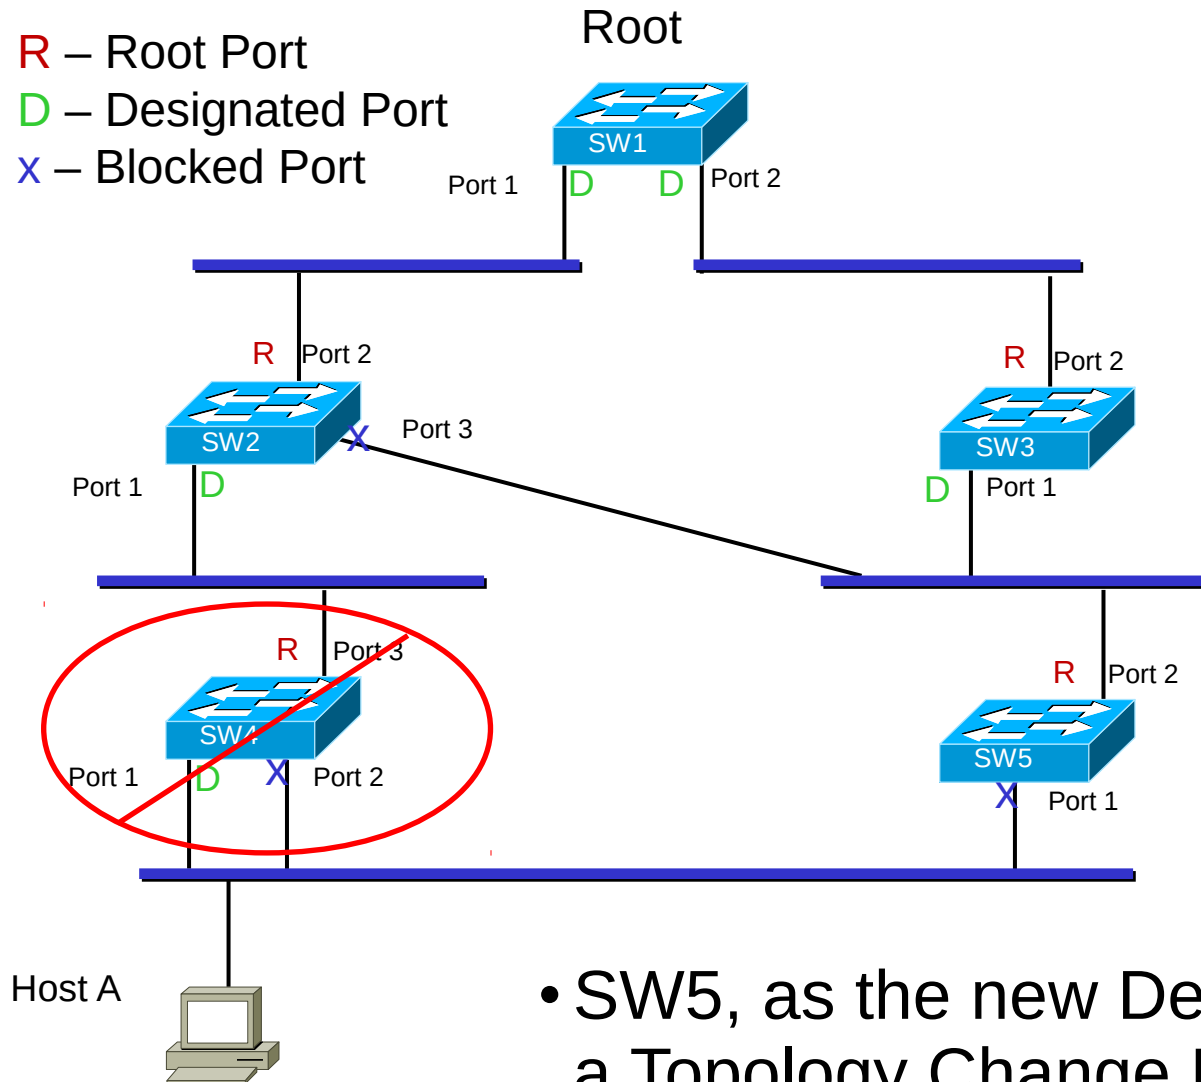 Root
R – Root Port
D – Designated Port
x – Blocked Port
SW1
Port 1
D
D
Port 2
R
Port 2
R
Port 2
SW2
X
Port 3
SW3
Port 1
D
D
Port 1
R
Port 3
R
Port 2
SW4
SW5
Port 1
D
X
Port 2
X
Port 1
Host A
• SW5, as the new De
a Topology Change